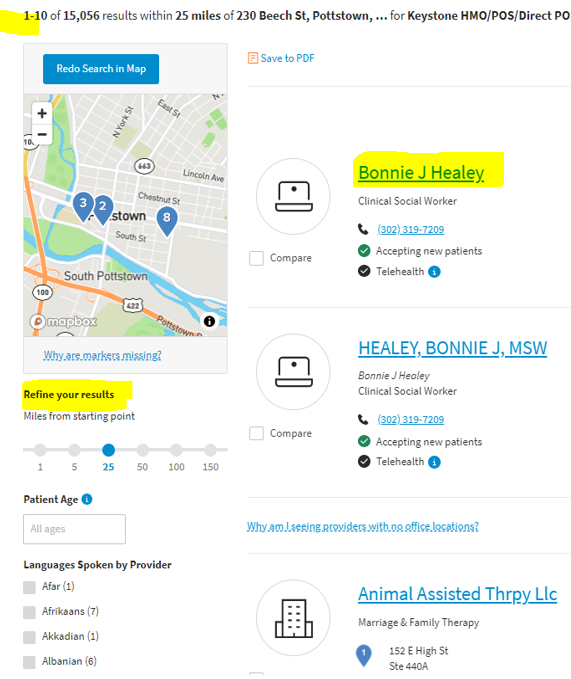 1-10 of 15,056 results within 25 miles of 230 Beech St, Pottstown, ... for Keystone HMO/POS/Direct PO
Redo Search in Map
Save to PDF
+
−
East St
N York St
663
Lincoln Ave
Chestnut St
3
2
8
stown
South St
South Pottstown
100
422
Pottstown
mapbox
Why are markers missing?
Refine your results
Miles from starting point
1 5 25 50 100 150
Patient Age
All ages
Languages Spoken by Provider
Afar (1)
Afrikaans (7)
Akkadian (1)
Albanian (6)
Bonnie J Healey
Clinical Social Worker
(302) 319-7209
Accepting new patients
Compare
Telehealth
HEALEY, BONNIE J, MSW
Bonnie J Healey
Clinical Social Worker
(302) 319-7209
Compare
Accepting new patients
Telehealth
Why am I seeing providers with no office locations?
Animal Assisted Thrpy Llc
Marriage & Family Therapy
1
152 E High St
Ste 440A